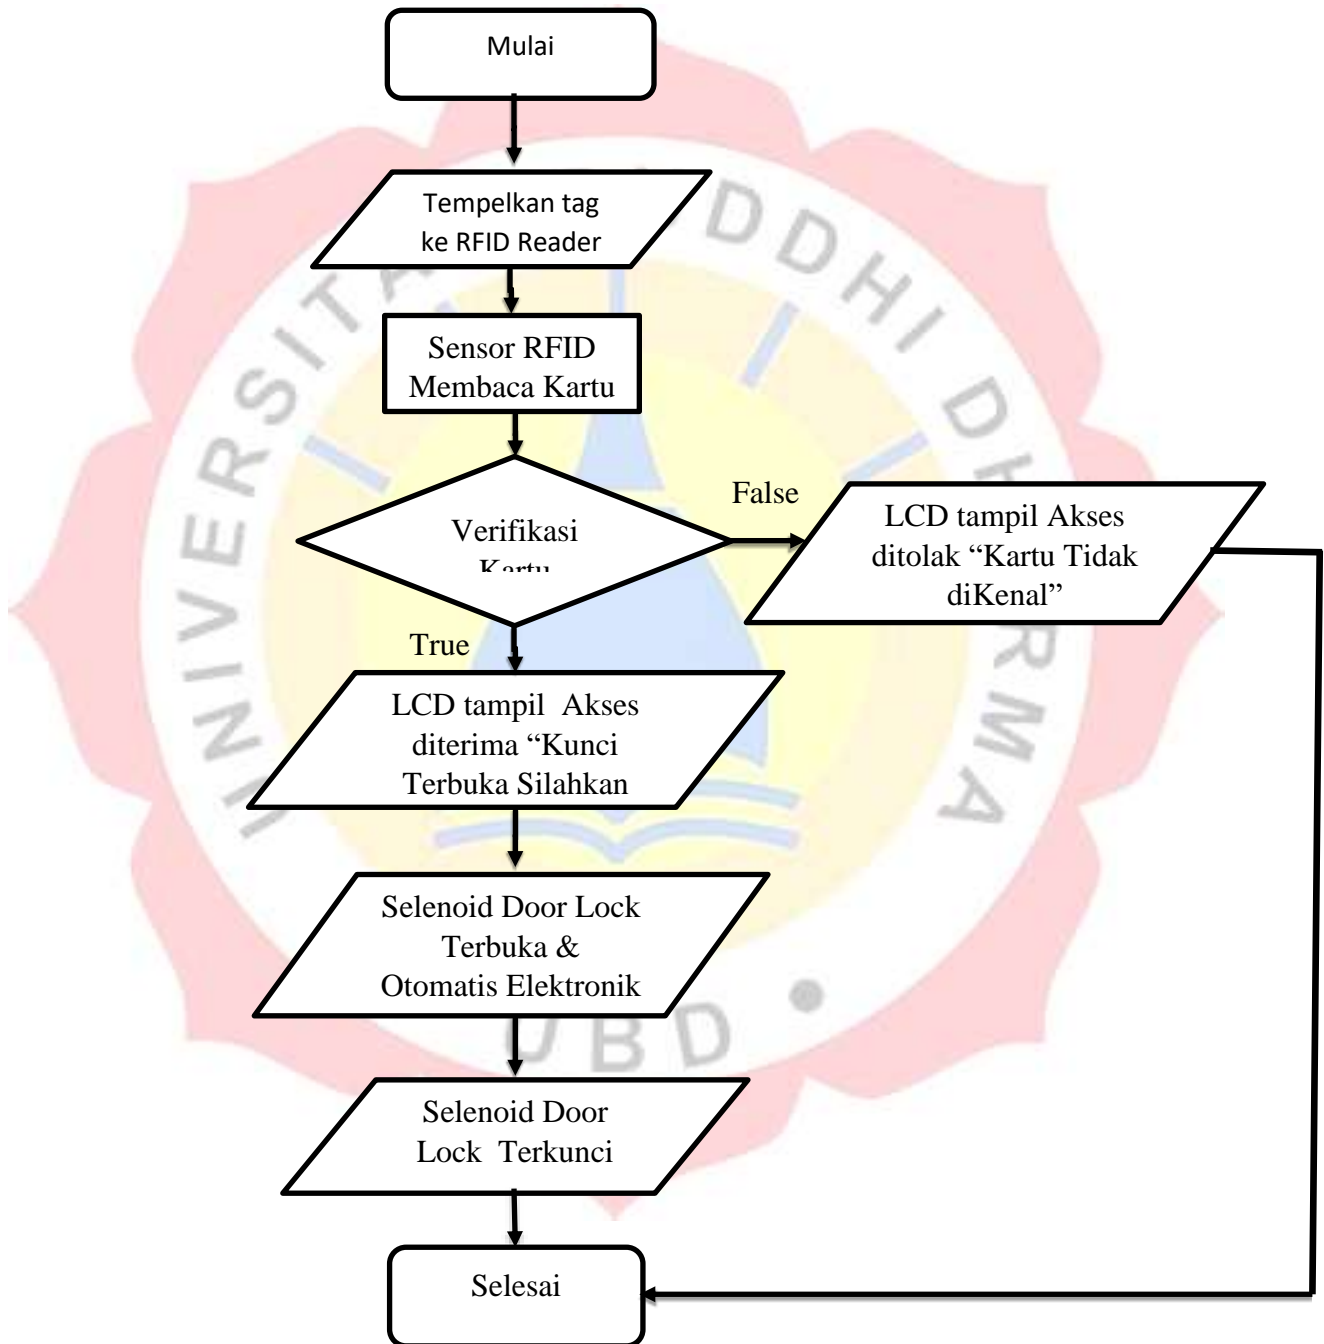 Mulai
Tempelkan tag
ke RFID Reader
Sensor RFID
Membaca Kartu
Verifikasi
Kartu
False
LCD tampil Akses
ditolak “Kartu Tidak
diKenal”
True
LCD tampil Akses
diterima “Kunci
Terbuka Silahkan
Selenoid Door Lock
Terbuka &
Otomatis Elektronik
Selenoid Door
Lock Terkunci
Selesai
UBD